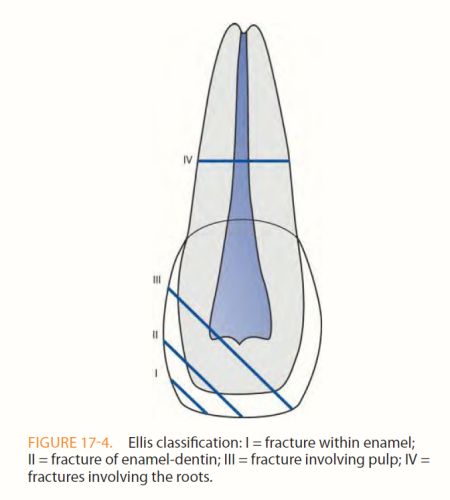 IV
III
II
I
FIGURE 17-4. Ellis classification: I = fracture within enamel;
II = fracture of enamel-dentin; III = fracture involving pulp; IV =
fractures involving the roots.